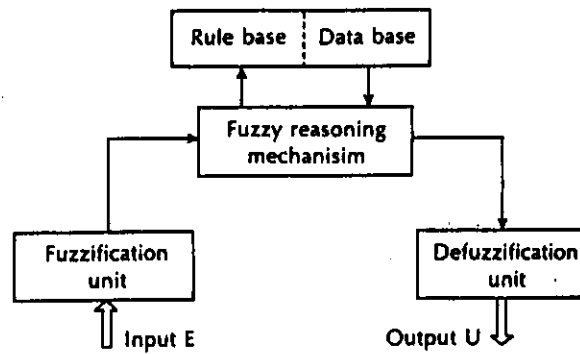 Rule base Data base
Fuzzy reasoning
mechanisim
Fuzzification
unit
Defuzzification
unit
Input E
Output U